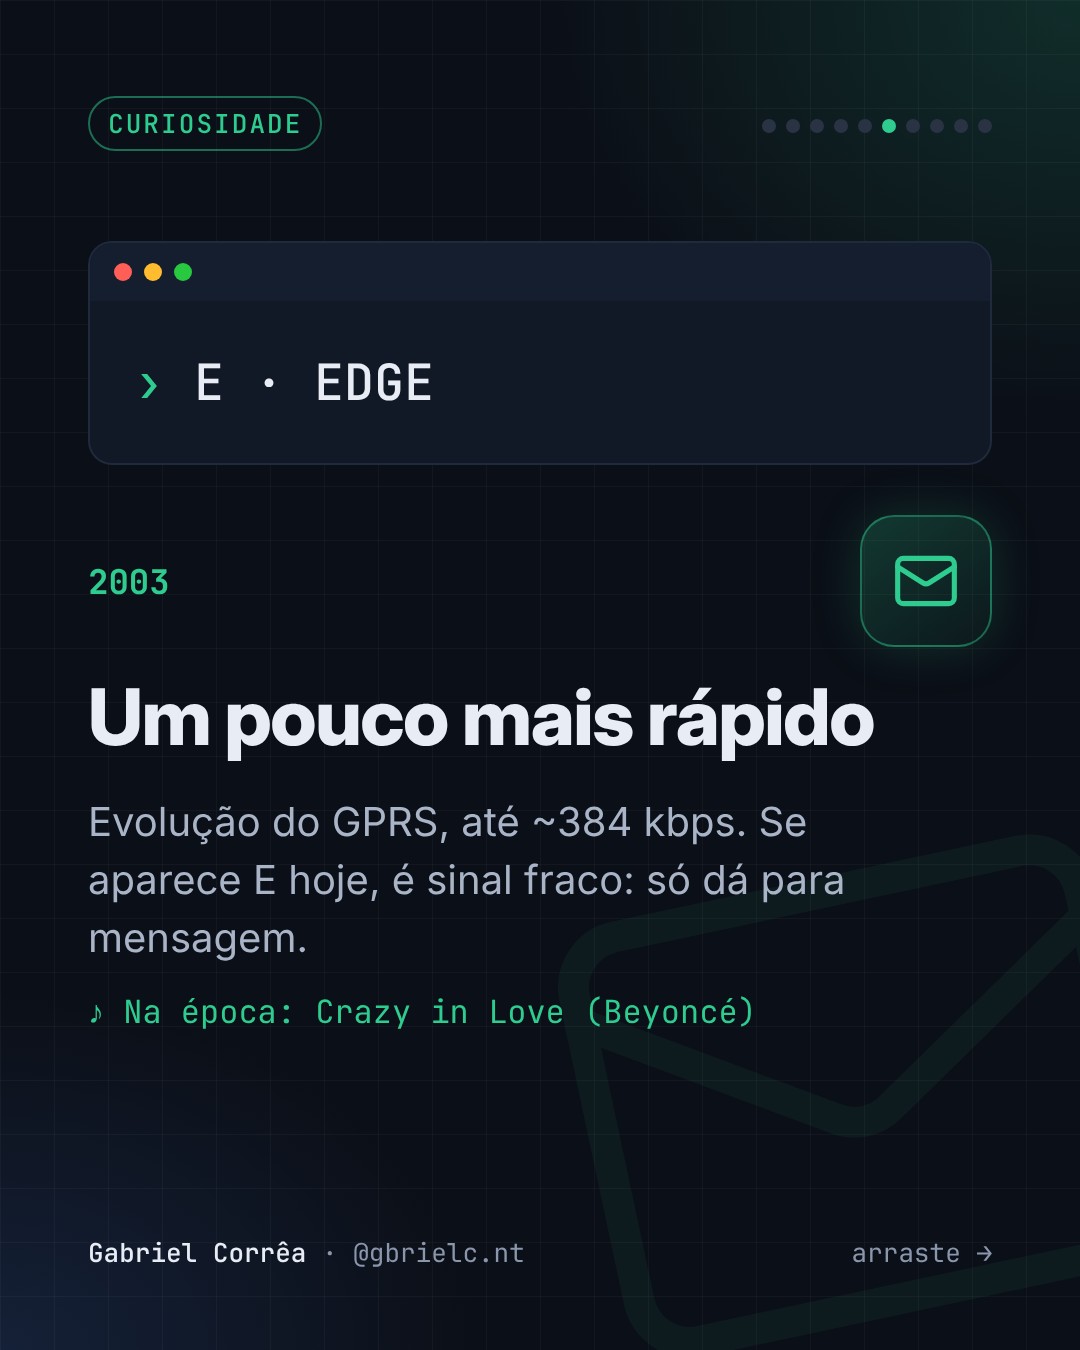 CURIOSIDADE
› E · EDGE
2003
Um pouco mais rápido
Evolução do GPRS, até ~384 kbps. Se
aparece E hoje, é sinal fraco: só dá para
mensagem.
♪ Na época: Crazy in Love (Beyoncé)
Gabriel Corrêa · @gbrielc.nt
arraste →